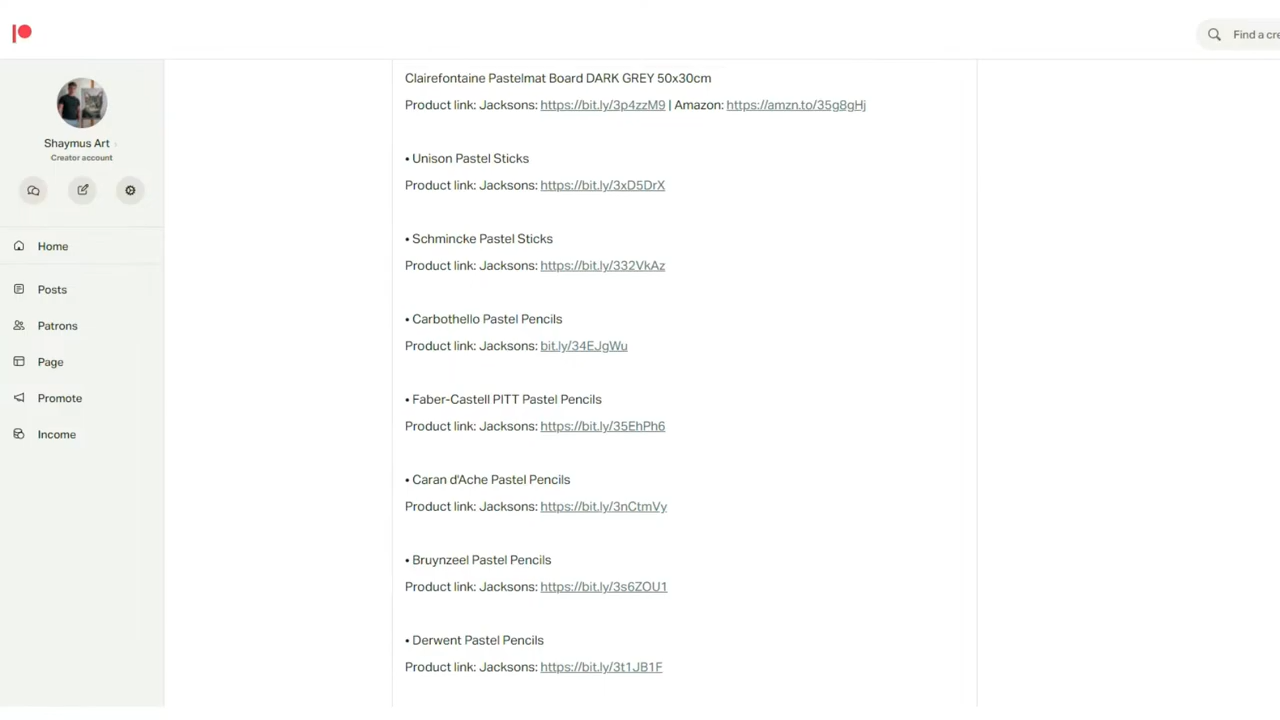 Find a cre
Shaymus Art
Creator account
Home
Posts
Patrons
Page
Promote
Income
Clairefontaine Pastelmat Board DARK GREY 50x30cm
Product link: Jacksons: https://bit.ly/3p4zzM9 | Amazon: https://amzn.to/35g8gHj
• Unison Pastel Sticks
Product link: Jacksons: https://bit.ly/3xD5DrX
• Schmincke Pastel Sticks
Product link: Jacksons: https://bit.ly/332VkAz
• Carbothello Pastel Pencils
Product link: Jacksons: bit.ly/34EJgWu
• Faber-Castell PITT Pastel Pencils
Product link: Jacksons: https://bit.ly/35EhPh6
• Caran d'Ache Pastel Pencils
Product link: Jacksons: https://bit.ly/3nCtmVy
• Bruynzeel Pastel Pencils
Product link: Jacksons: https://bit.ly/3s6ZOU1
• Derwent Pastel Pencils
Product link: Jacksons: https://bit.ly/3t1JB1F